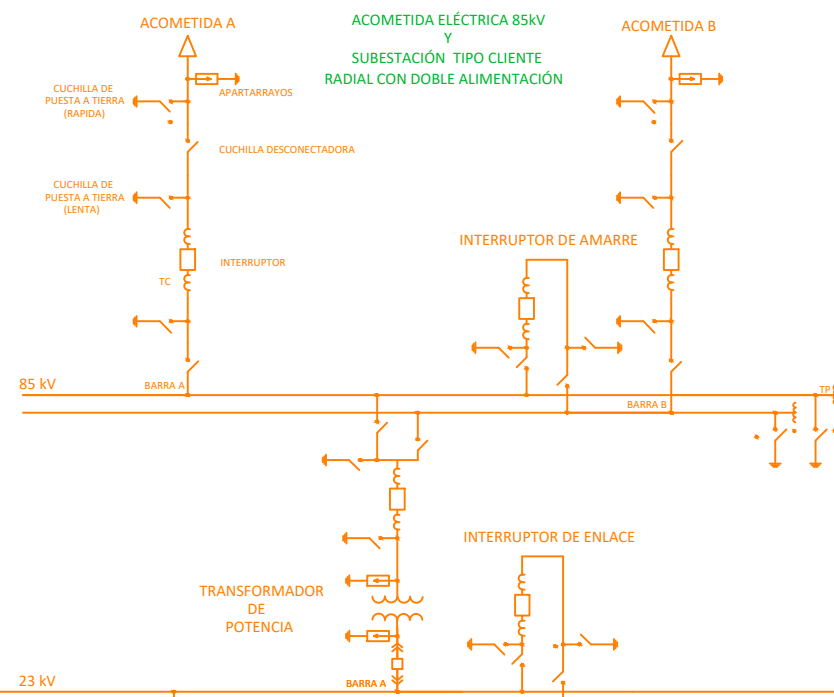 ACOMETIDA A
ACOMETIDA ELÉCTRICA 85kV
Y
SUBESTACIÓN TIPO CLIENTE
RADIAL CON DOBLE ALIMENTACIÓN
ACOMETIDA B
CUCHILLA DE
PUESTA A TIERRA
(RAPIDA)
APARTARRAYOS
CUCHILLA DESCONECTADORA
CUCHILLA DE
PUESTA A TIERRA
(LENTA)
INTERRUPTOR DE AMARRE
INTERRUPTOR
TC
85 kV
BARRA A
BARRA B
TP
INTERRUPTOR DE ENLACE
TRANSFORMADOR
DE
POTENCIA
23 kV
BARRA A